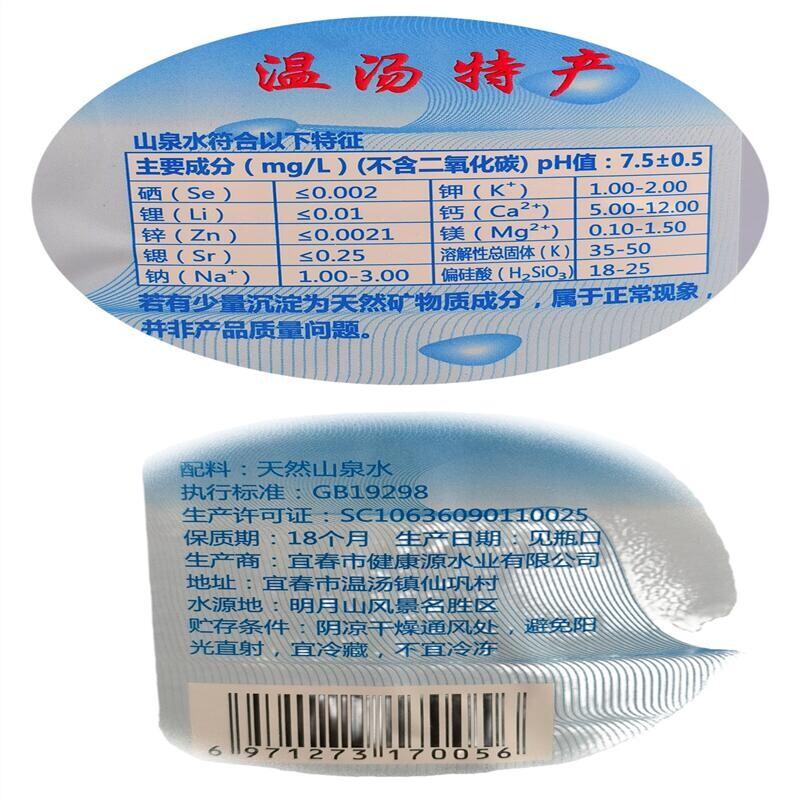 温汤特产
山泉水符合以下特征
主要成分(mg/L)(不含二氧化碳) pH值:7.5±0.5
硒(Se) ≤0.002 钾(K⁺) 1.00-2.00
锂(Li) ≤0.01 钙(Ca²⁺) 5.00-12.00
锌(Zn) ≤0.0021 镁(Mg²⁺) 0.10-1.50
锶(Sr) ≤0.25 溶解性总固体(K) 35-50
钠(Na⁺) 1.00-3.00 偏硅酸(H₂SiO₃) 18-25
若有少量沉淀为天然矿物质成分,属于正常现象,
并非产品质量问题。
配料:天然山泉水
执行标准:GB19298
生产许可证:SC10636090110025
保质期:18个月 生产日期:见瓶口
生产商:宜春市健康源水业有限公司
地址:宜春市温汤镇仙巩村
水源地:明月山风景名胜区
贮存条件:阴凉干燥通风处,避免阳
光直射,宜冷藏,不宜冷冻
6 971273 170056